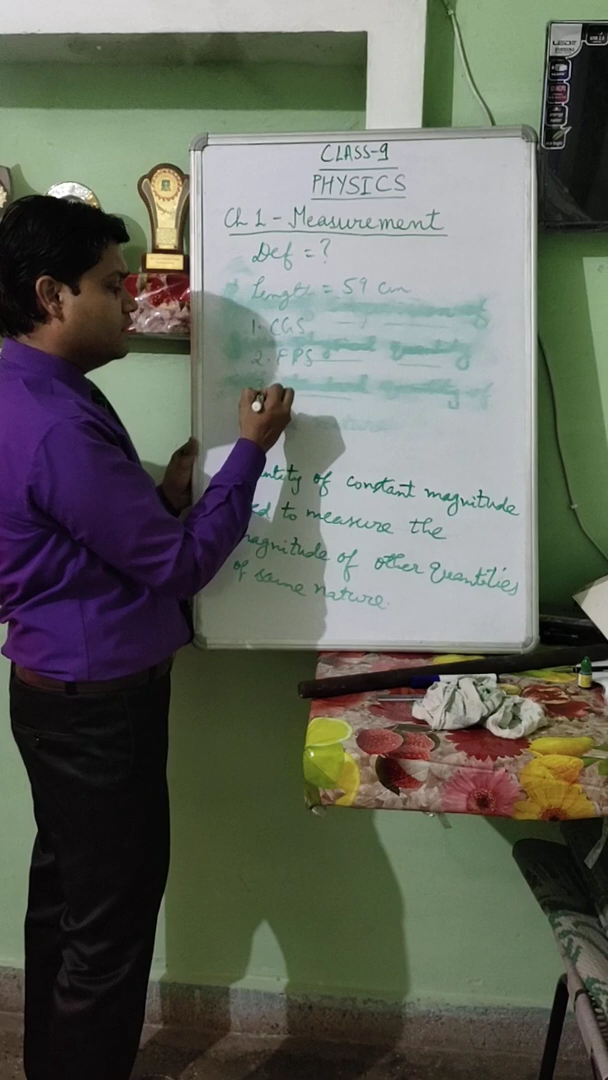 CLASS-9
PHYSICS
Ch 1 - Measurement
Def = ?
Length = 59 cm
1. CGS
2. FPS
of constant magnitude
to measure the
magnitude of other Quantities
of same nature.